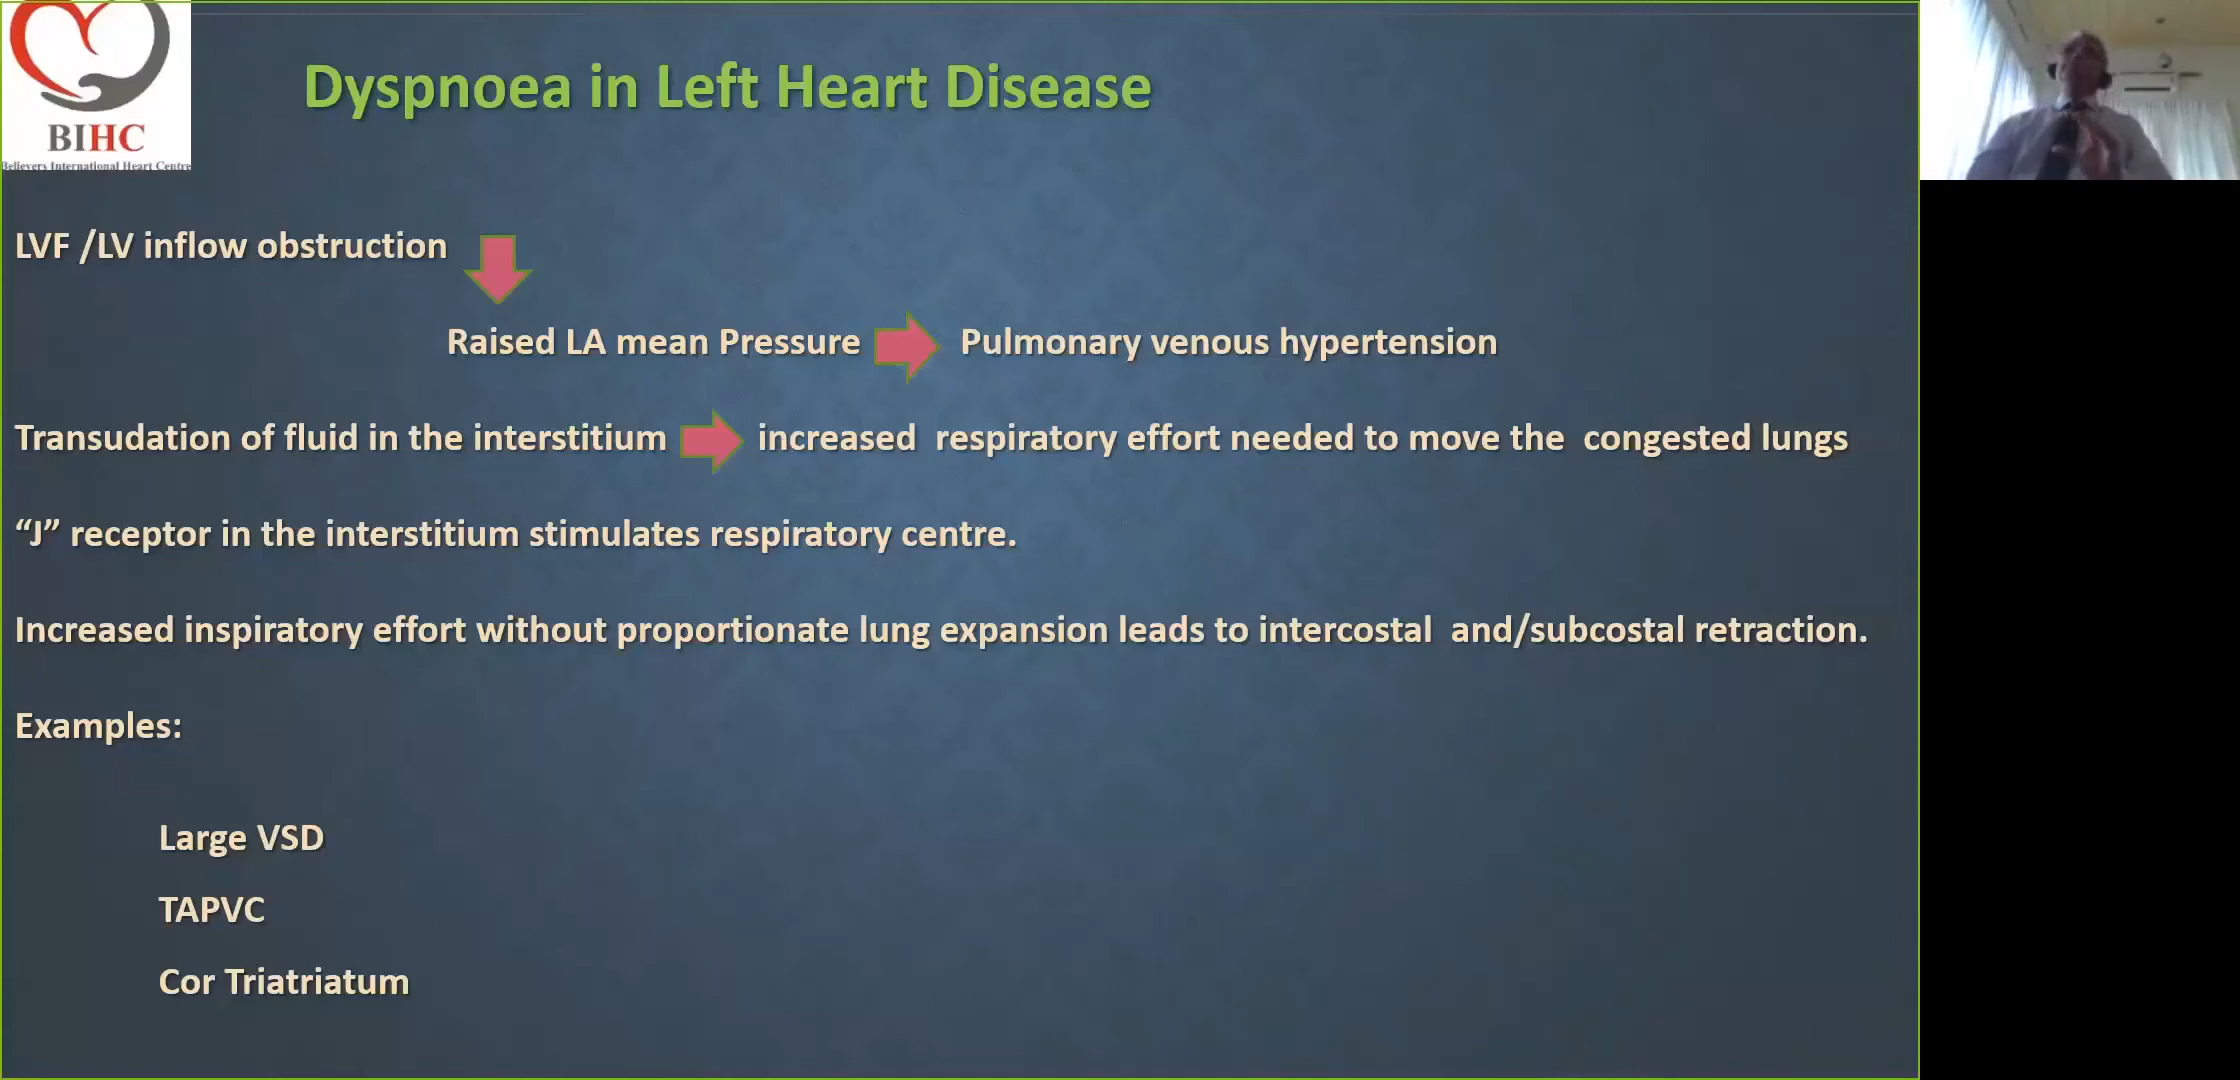 BIHC
Believers International Heart Centre
Dyspnoea in Left Heart Disease
LVF /LV inflow obstruction
Raised LA mean Pressure Pulmonary venous hypertension
Transudation of fluid in the interstitium increased respiratory effort needed to move the congested lungs
“J” receptor in the interstitium stimulates respiratory centre.
Increased inspiratory effort without proportionate lung expansion leads to intercostal and/subcostal retraction.
Examples:
Large VSD
TAPVC
Cor Triatriatum